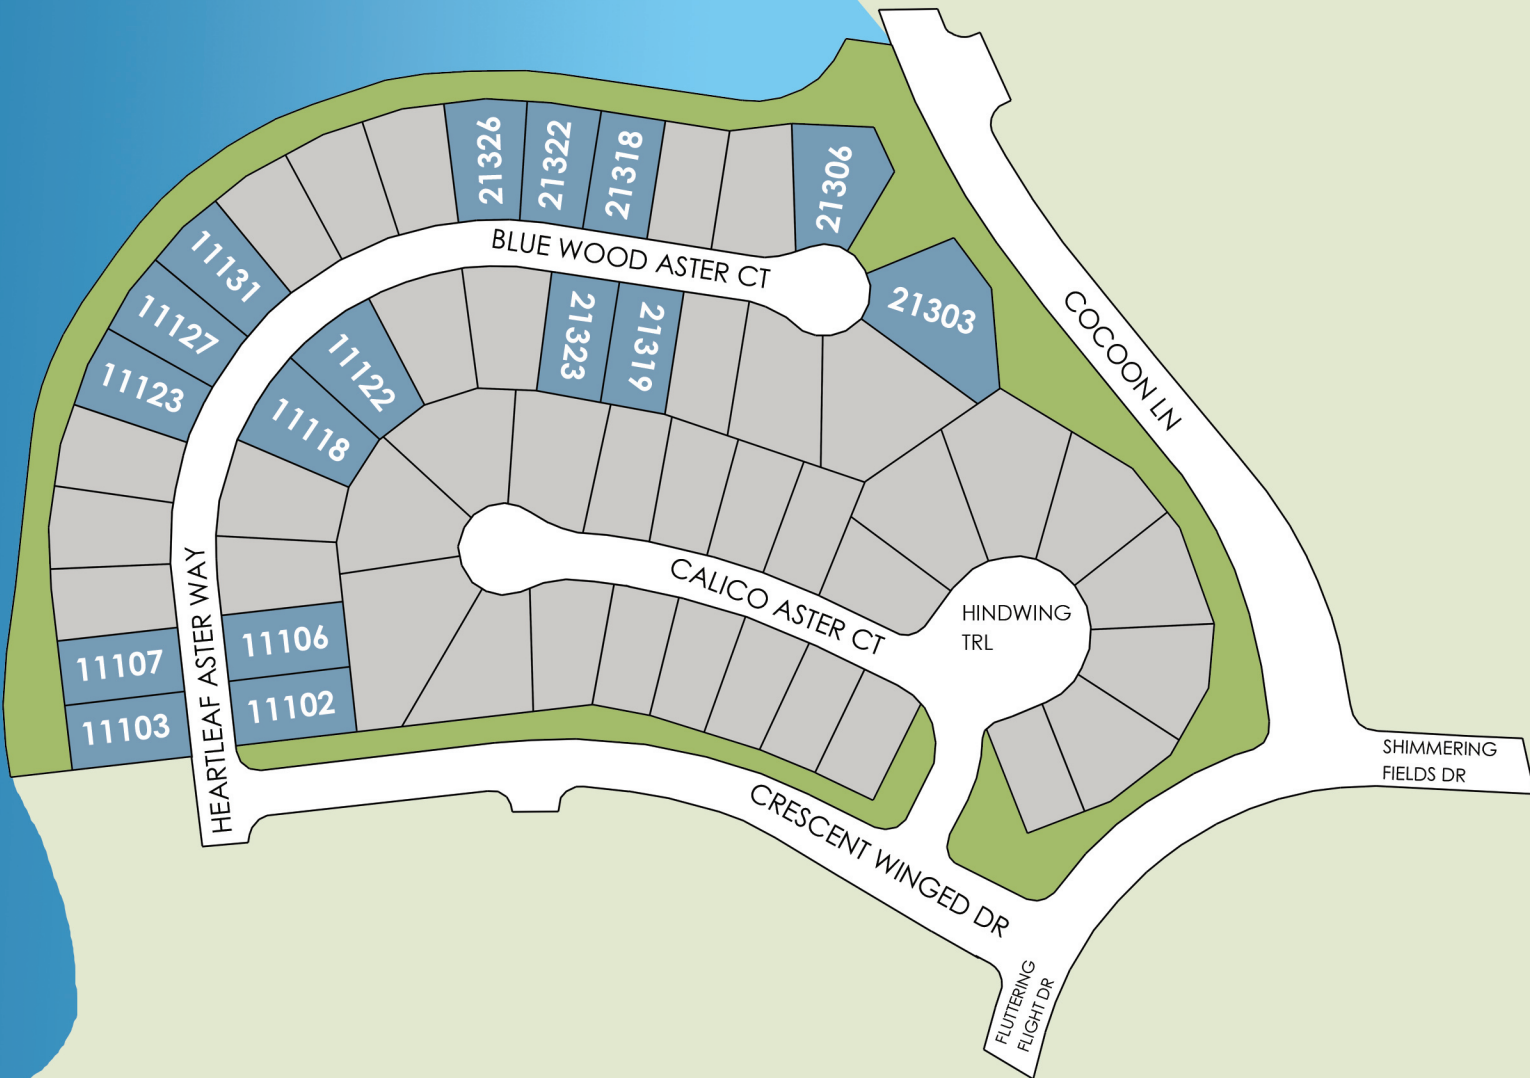 21326
21322
21318
21306
11131
11127
11123
BLUE WOOD ASTER CT
21303
21323
21319
11122
11118
COCOON LN
CALICO ASTER CT
HINDWING
TRL
HEARTLEAF ASTER WAY
11107
11103
11106
11102
SHIMMERING
FIELDS DR
CRESCENT WINGED DR
FLUTTERING
FLIGHT DR